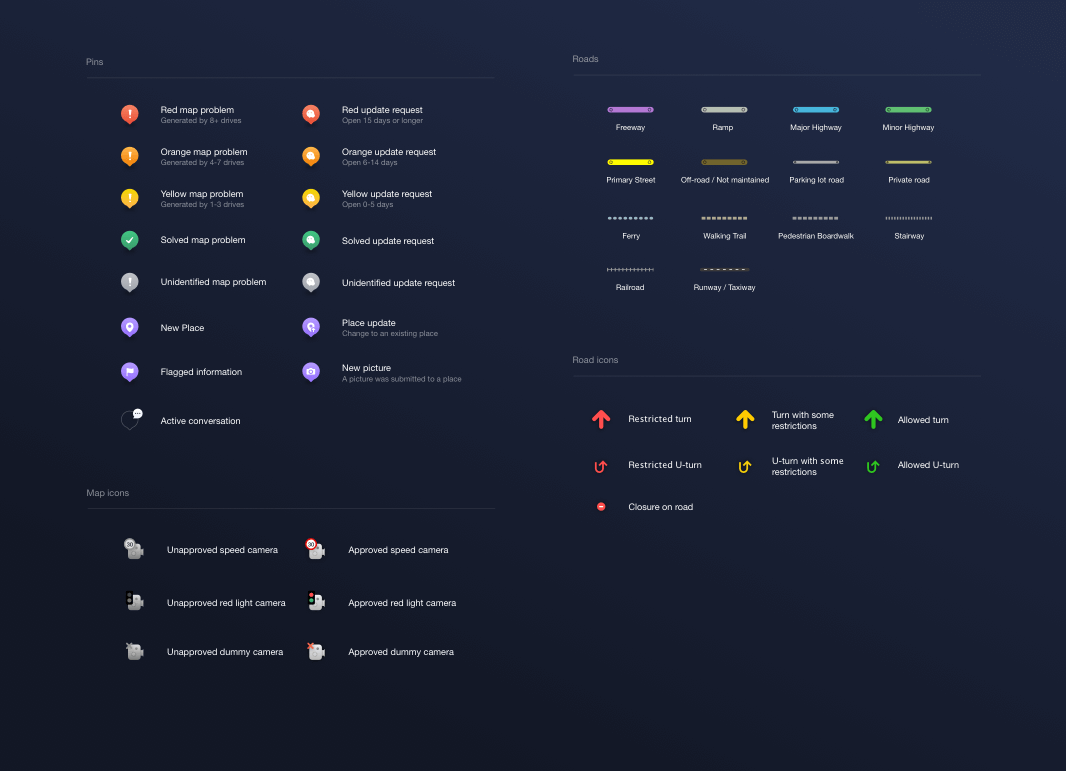 Pins
Red map problem
Generated by 8+ drives
Red update request
Open 15 days or longer
Orange map problem
Generated by 4-7 drives
Orange update request
Open 6-14 days
Yellow map problem
Generated by 1-3 drives
Yellow update request
Open 0-5 days
Solved map problem
Solved update request
Unidentified map problem
Unidentified update request
New Place
Place update
Change to an existing place
Flagged information
New picture
A picture was submitted to a place
Active conversation
Map icons
30
Unapproved speed camera
30
Approved speed camera
Unapproved red light camera
Approved red light camera
Unapproved dummy camera
Approved dummy camera
Roads
Freeway
Ramp
Major Highway
Minor Highway
Primary Street
Off-road / Not maintained
Parking lot road
Private road
Ferry
Walking Trail
Pedestrian Boardwalk
Stairway
Railroad
Runway / Taxiway
Road icons
Restricted turn
Turn with some
restrictions
Allowed turn
Restricted U-turn
U-turn with some
restrictions
Allowed U-turn
Closure on road